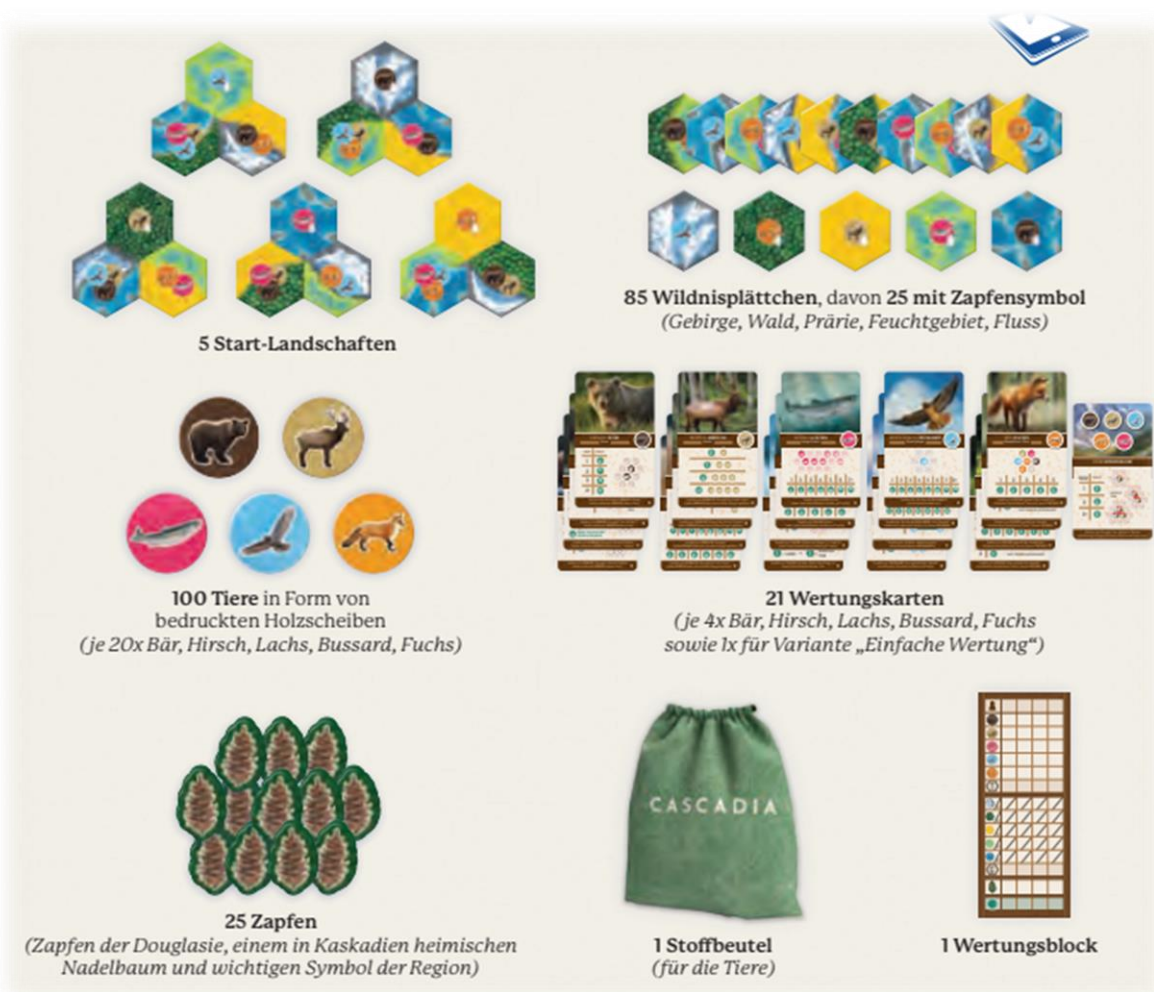 5 Start-Landschaften
85 Wildnisplättchen, davon 25 mit Zapfensymbol
(Gebirge, Wald, Prärie, Feuchtgebiet, Fluss)
100 Tiere in Form von
bedruckten Holzscheiben
(je 20x Bär, Hirsch, Lachs, Bussard, Fuchs)
21 Wertungskarten
(je 4x Bär, Hirsch, Lachs, Bussard, Fuchs
sowie 1x für Variante „Einfache Wertung“)
25 Zapfen
(Zapfen der Douglasie, einem in Kaskadien heimischen
Nadelbaum und wichtigen Symbol der Region)
CASCADIA
1 Stoffbeutel
(für die Tiere)
1 Wertungsblock